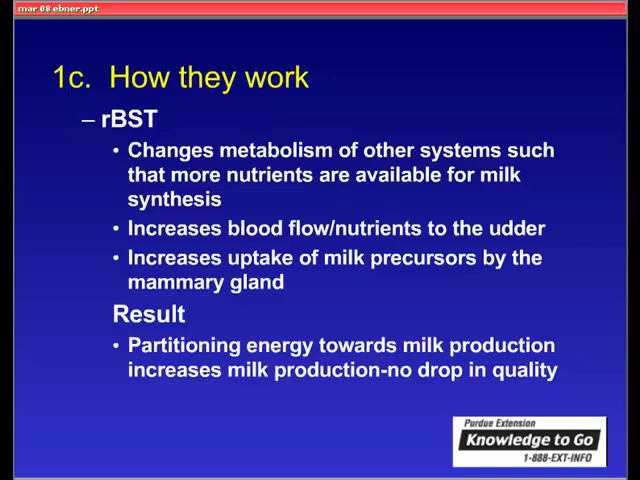 mar 08 ebner.ppt
1c. How they work
– rBST
• Changes metabolism of other systems such
that more nutrients are available for milk
synthesis
• Increases blood flow/nutrients to the udder
• Increases uptake of milk precursors by the
mammary gland
Result
• Partitioning energy towards milk production
increases milk production-no drop in quality
Purdue Extension
Knowledge to Go
1-888-EXT-INFO